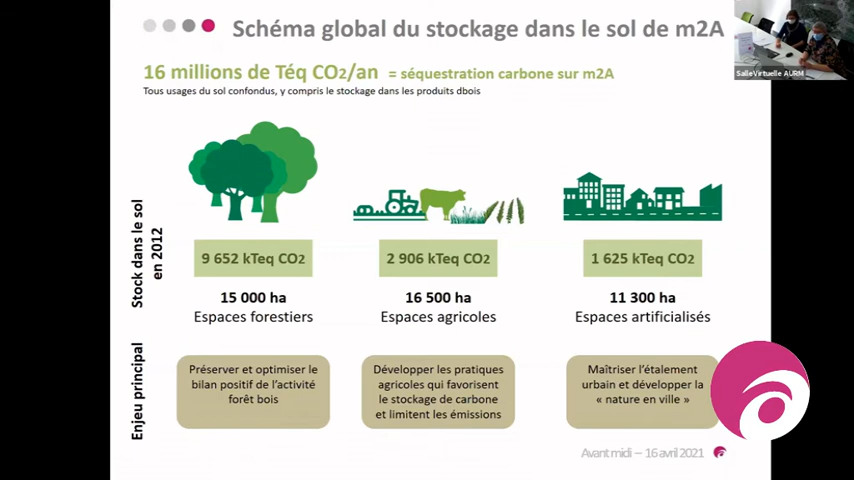 Schéma global du stockage dans le sol de m2A
SalleVirtuelle AURM
16 millions de Téq CO2/an = séquestration carbone sur m2A
Tous usages du sol confondus, y compris le stockage dans les produits dbois
Stock dans le sol
en 2012
9 652 kTeq CO2
2 906 kTeq CO2
1 625 kTeq CO2
15 000 ha
Espaces forestiers
16 500 ha
Espaces agricoles
11 300 ha
Espaces artificialisés
Enjeu principal
Préserver et optimiser le
bilan positif de l'activité
forêt bois
Développer les pratiques
agricoles qui favorisent
le stockage de carbone
et limitent les émissions
Maîtriser l'étalement
urbain et développer la
« nature en ville »
Avant midi – 16 avril 2021